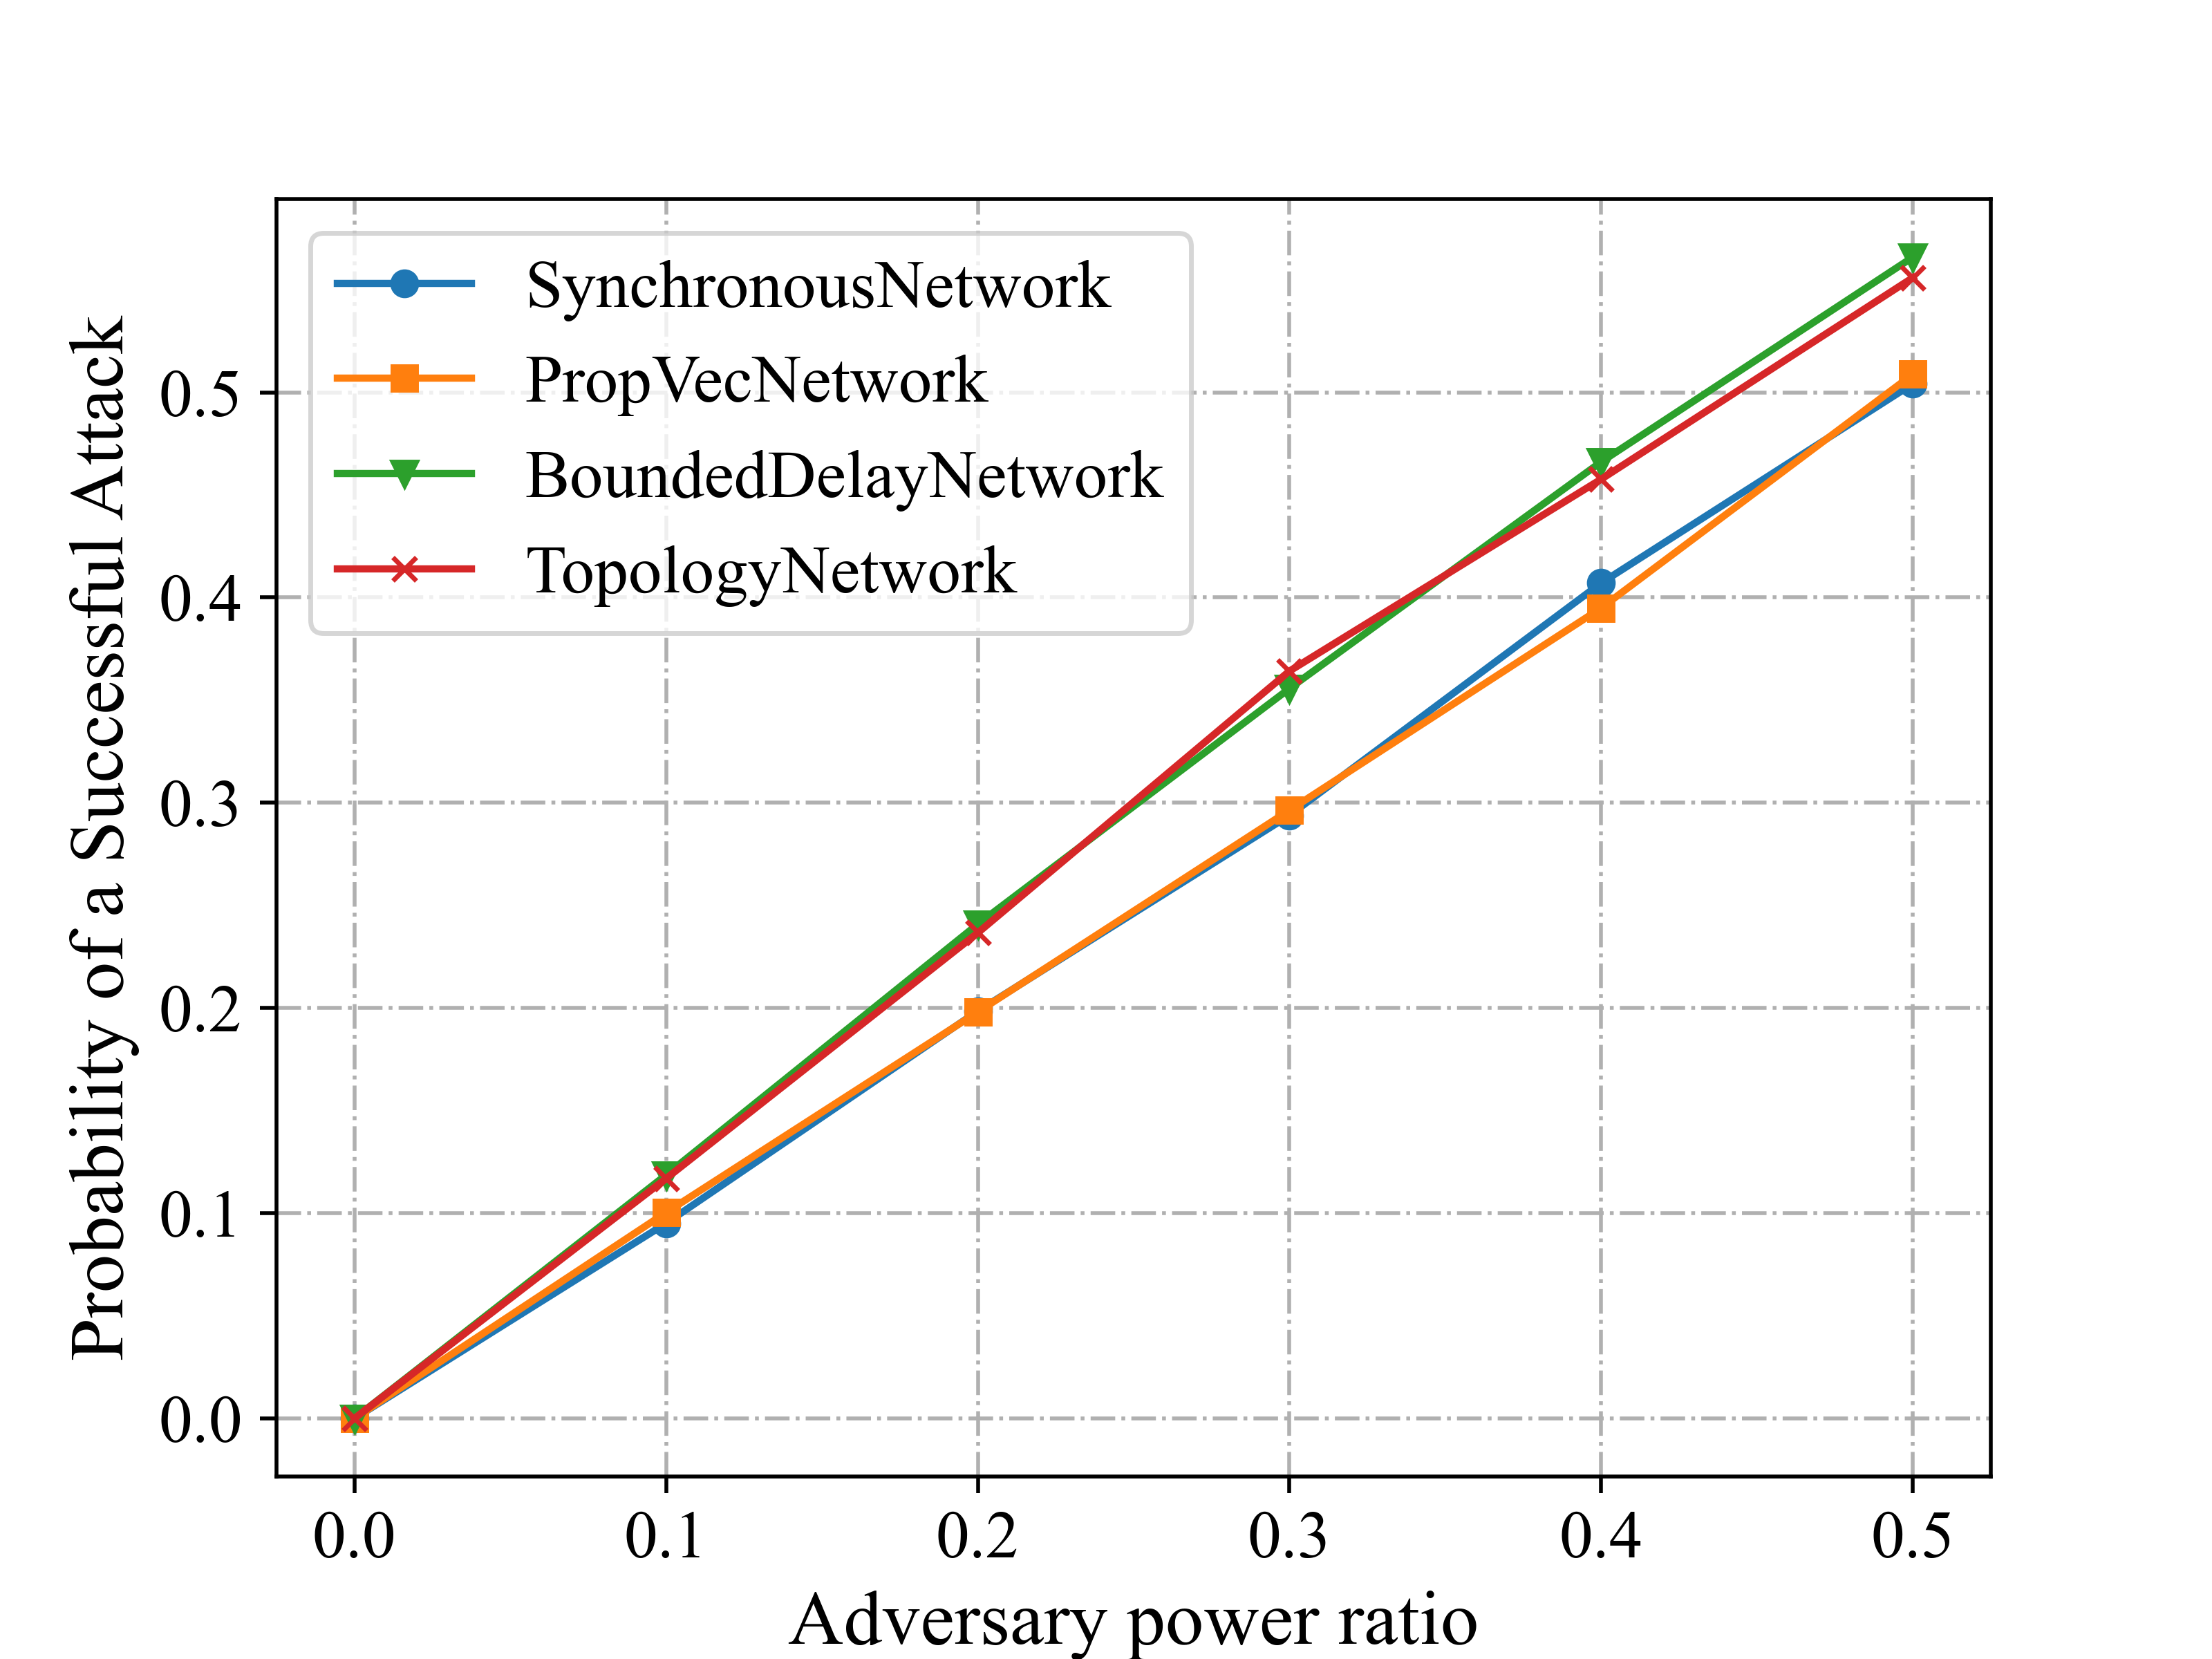 SynchronousNetwork
PropVecNetwork
BoundedDelayNetwork
TopologyNetwork
Probability of a Successful Attack
0.5
0.4
0.3
0.2
0.1
0.0
0.0 0.1 0.2 0.3 0.4 0.5
Adversary power ratio